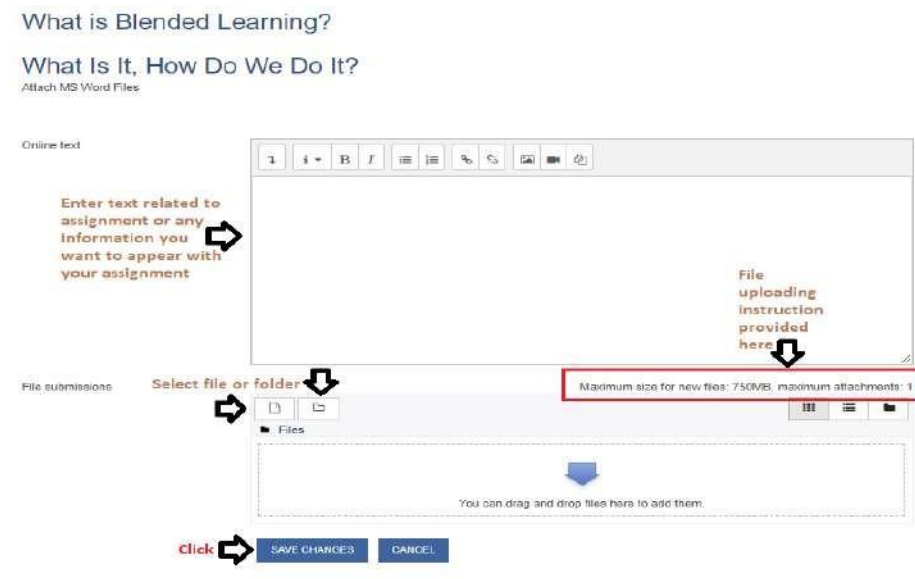 What is Blended Learning?
What Is It, How Do We Do It?
Attach MS Word Files
Online text
B I
Enter text related to
assignment or any
Information you
want to appear with
your assignment
File
uploading
instruction
provided
here
File submissions
Select file or folder
Maximum size for new files: 750MB, maximum attachments: 1
Files
You can drag and drop files here to add them.
Click
SAVE CHANGES
CANCEL